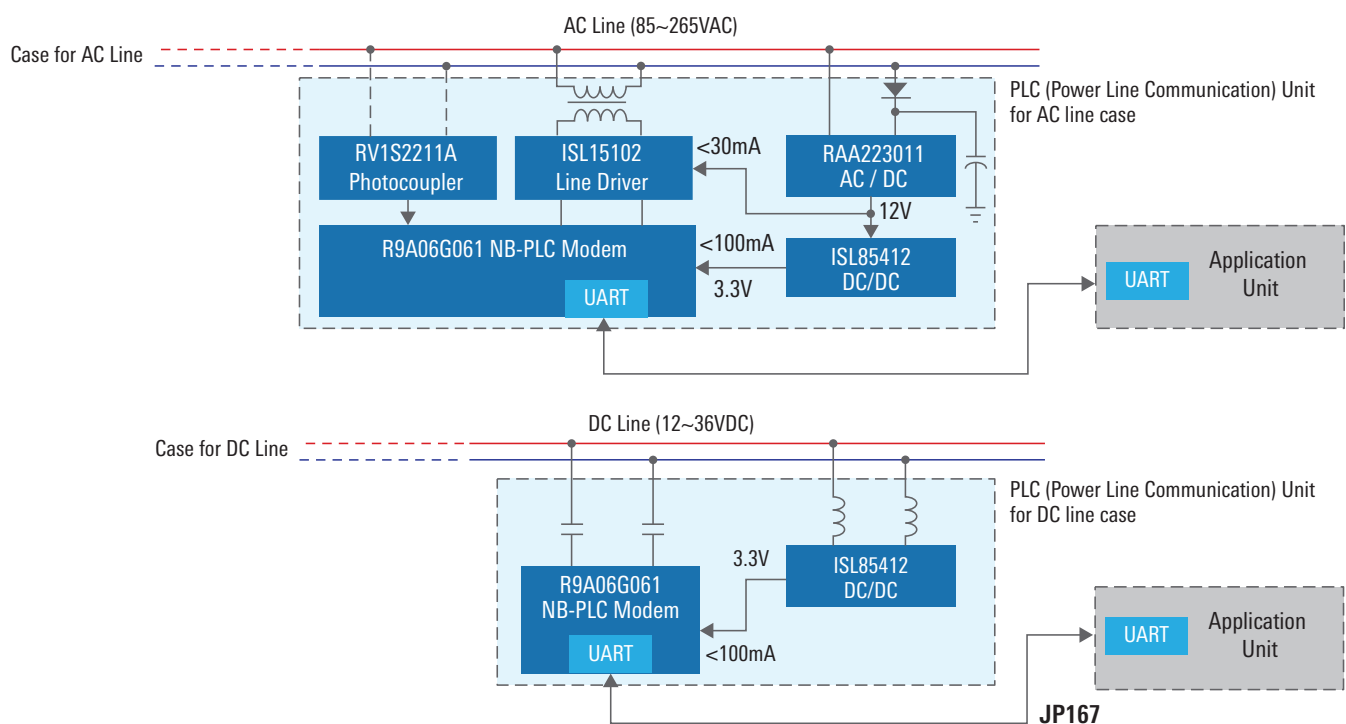 AC Line (85~265VAC)
Case for AC Line
PLC (Power Line Communication) Unit
for AC line case
RV1S2211A
Photocoupler
ISL15102
Line Driver
<30mA
RAA223011
AC / DC
12V
R9A06G061 NB-PLC Modem
<100mA
3.3V
ISL85412
DC/DC
UART
UART
Application
Unit
DC Line (12~36VDC)
Case for DC Line
PLC (Power Line Communication) Unit
for DC line case
3.3V
ISL85412
DC/DC
R9A06G061
NB-PLC Modem
UART
<100mA
UART
Application
Unit
JP167